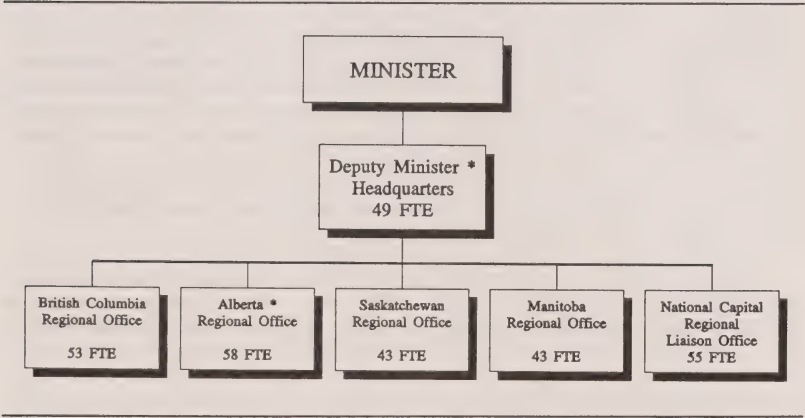 MINISTER
Deputy Minister *
Headquarters
49 FTE
British Columbia
Regional Office
53 FTE
Alberta *
Regional Office
58 FTE
Saskatchewan
Regional Office
43 FTE
Manitoba
Regional Office
43 FTE
National Capital
Regional
Liaison Office
55 FTE